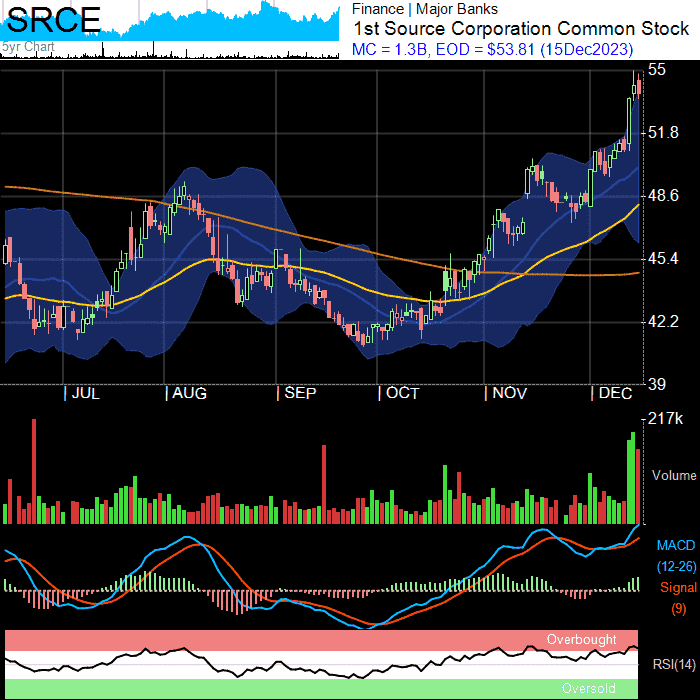 SRCE
5yr Chart
Finance | Major Banks
1st Source Corporation Common Stock
MC = 1.3B, EOD = $53.81 (15Dec2023)
55
51.8
48.6
45.4
42.2
39
| JUL | AUG | SEP | OCT | NOV | DEC
217k
Volume
MACD
(12-26)
Signal
(9)
Overbought
RSI(14)
Oversold